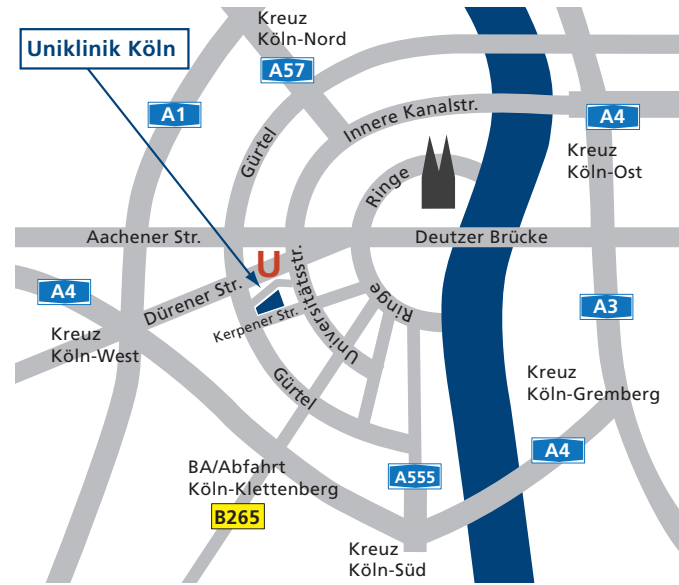 Kreuz
Köln-Nord
Uniklinik Köln
A57
A1
Innere Kanalstr.
A4
Gürtel
Kreuz
Köln-Ost
Ringe
Aachener Str.
Deutzer Brücke
U
Universitätsstr.
A4
Dürener Str.
Ringe
A3
Kerpener Str.
Kreuz
Köln-West
Gürtel
Kreuz
Köln-Gremberg
A4
BA/Abfahrt
Köln-Klettenberg
A555
B265
Kreuz
Köln-Süd